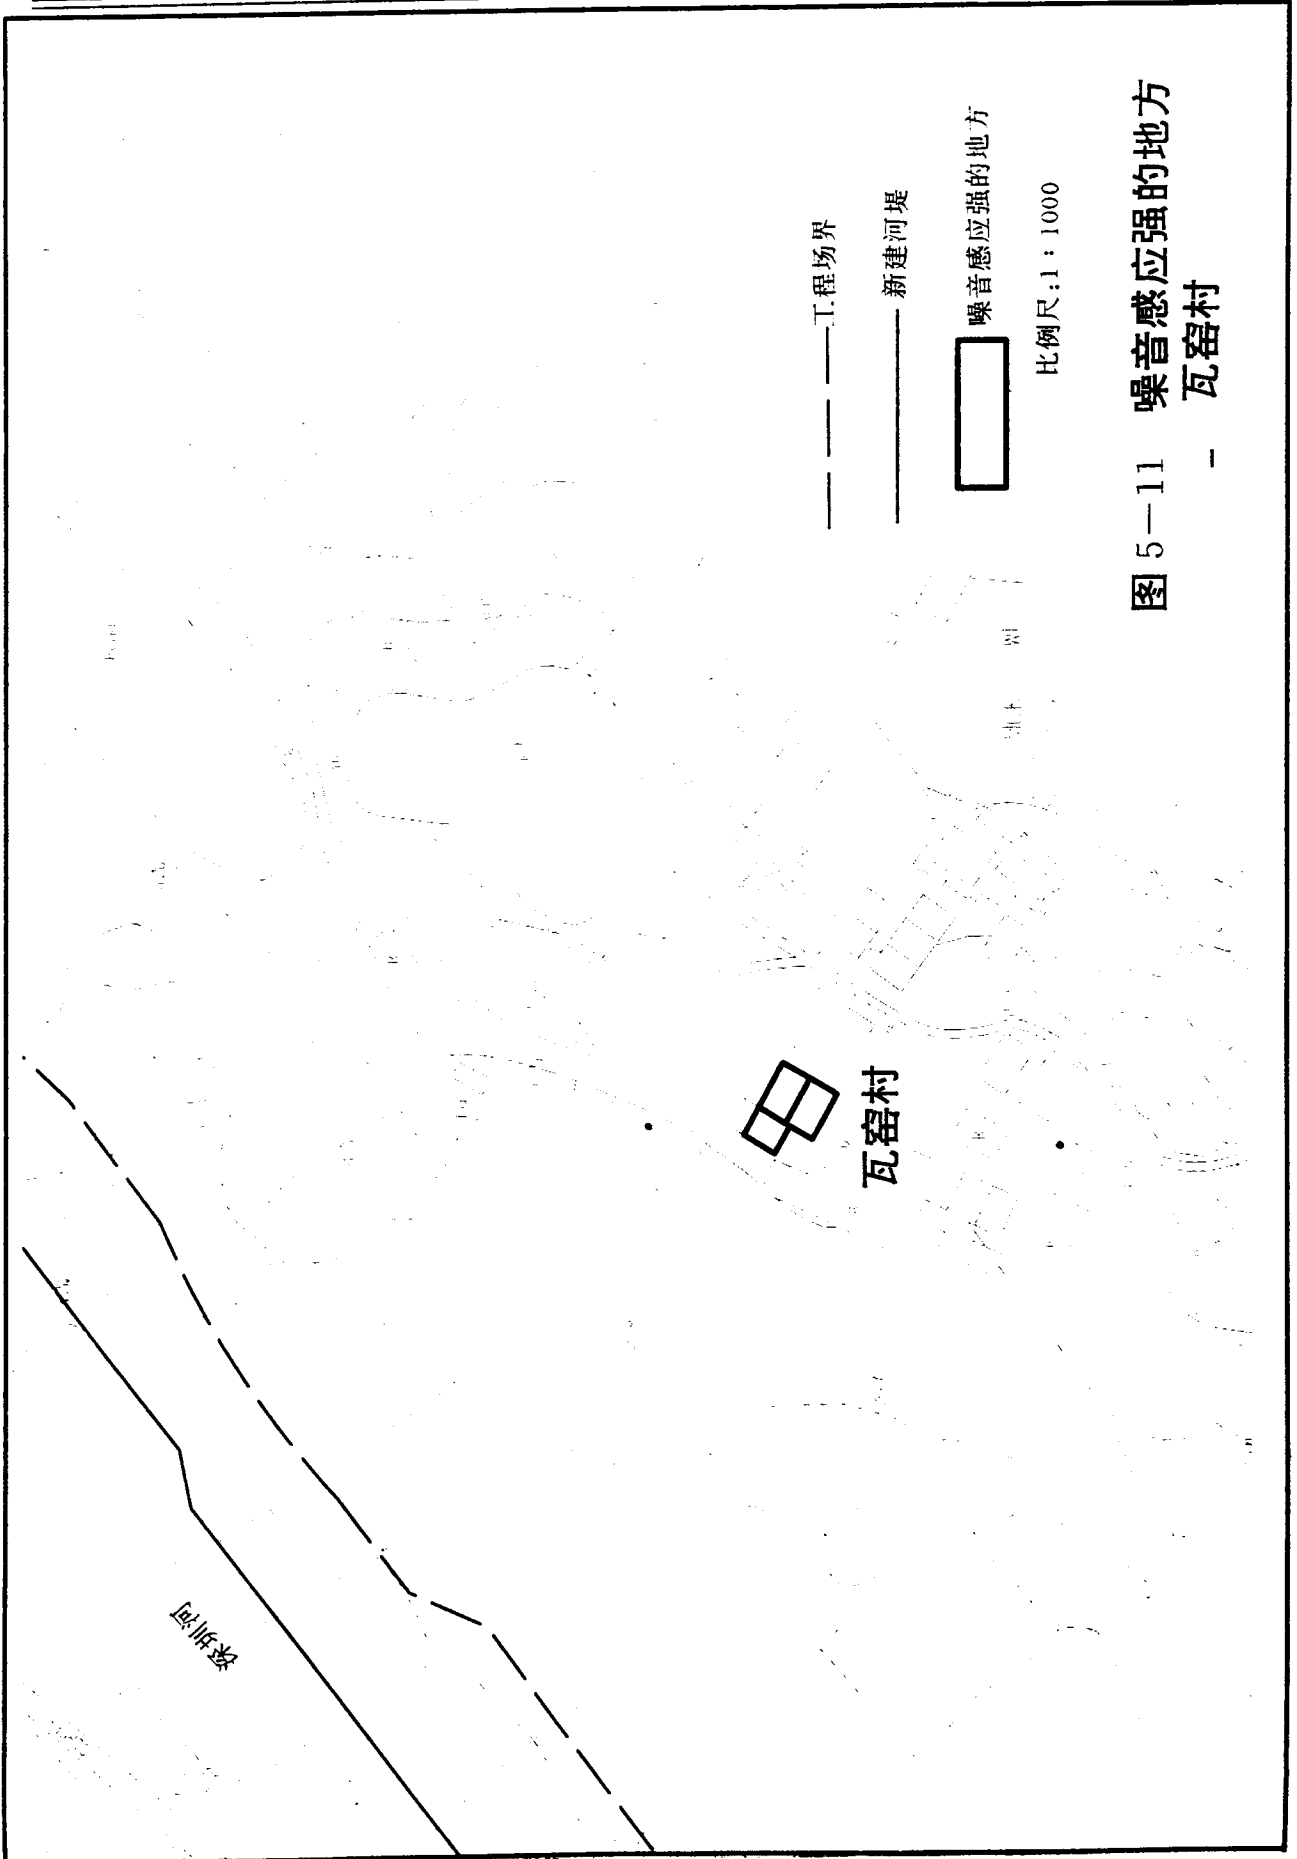 深圳河
瓦窑村
工程场界
新建河堤
噪音感应强的地方
比例尺:1:1000
图 5—11 噪音感应强的地方
- 瓦窑村